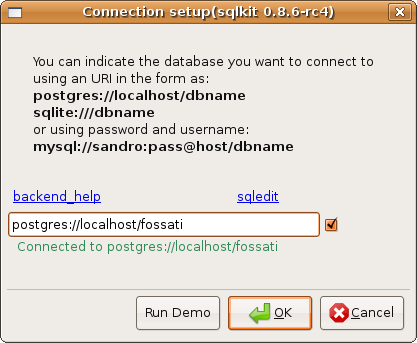 Connection setup(sqlkit 0.8.6-rc4)
You can indicate the database you want to connect to
using an URI in the form as:
postgres://localhost/dbname
sqlite:///dbname
or using password and username:
mysql://sandro:pass@host/dbname
backend_help sqledit
postgres://localhost/fossati
Connected to postgres://localhost/fossati
Run Demo OK Cancel